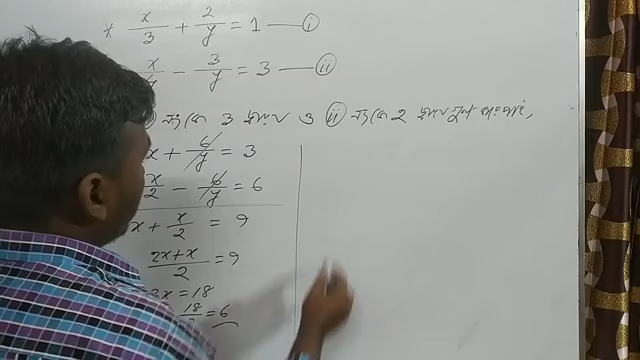 * x/3 + 2/y = 1 — (i)
x/4 − 3/y = 3 — (ii)
নং কে 3 দ্বারা ও (ii) নং কে 2 দ্বারা গুণ করে পাই,
x + 6/y = 3
x/2 − 6/y = 6
x + x/2 = 9
2x+x/2 = 9
3x = 18
18/3 = 6